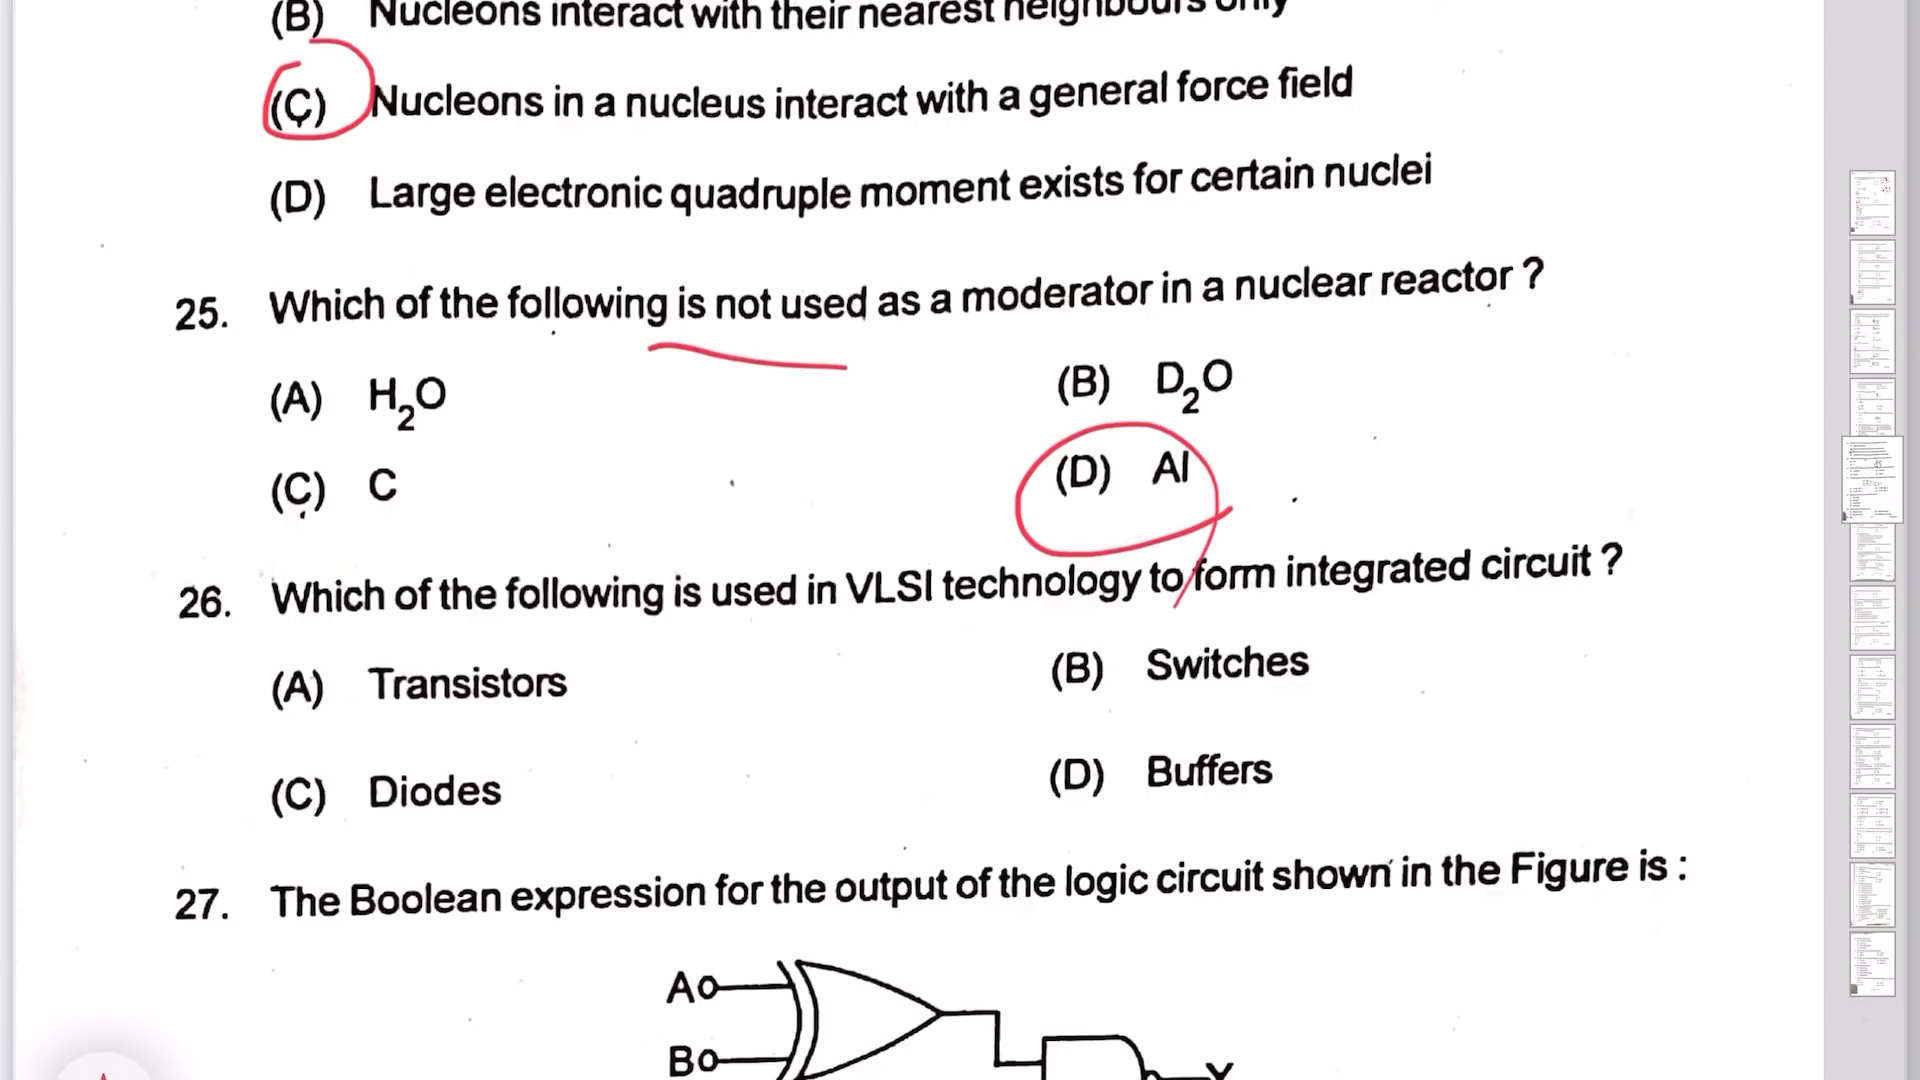 (B) Nucleons interact with their nearest neighbours only
(C) Nucleons in a nucleus interact with a general force field
(D) Large electronic quadruple moment exists for certain nuclei
25. Which of the following is not used as a moderator in a nuclear reactor ?
(A) H₂O (B) D₂O
(C) C (D) Al
26. Which of the following is used in VLSI technology to form integrated circuit ?
(A) Transistors (B) Switches
(C) Diodes (D) Buffers
27. The Boolean expression for the output of the logic circuit shown in the Figure is :
A
B
Y